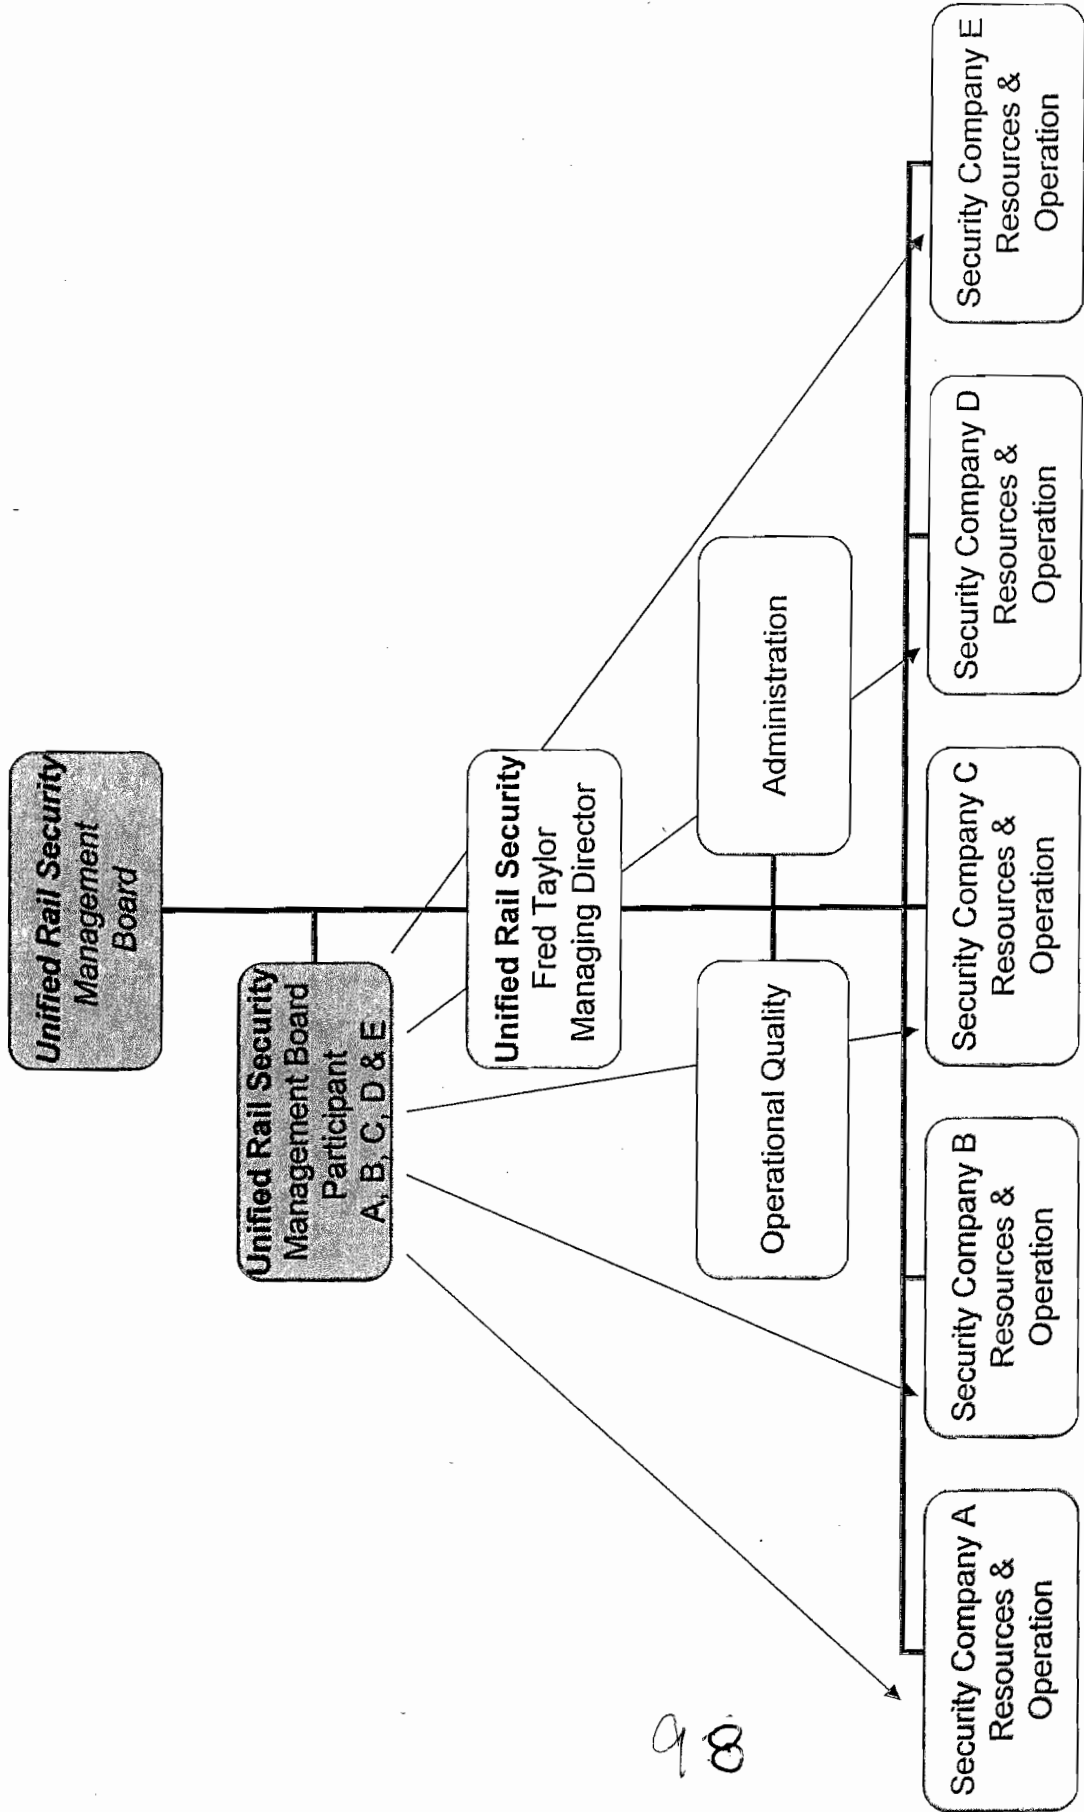 Unified Rail Security
Management
Board
Unified Rail Security
Management Board
Participant
A, B, C, D & E
Unified Rail Security
Fred Taylor
Managing Director
Operational Quality
Administration
Security Company A
Resources &
Operation
Security Company B
Resources &
Operation
Security Company C
Resources &
Operation
Security Company D
Resources &
Operation
Security Company E
Resources &
Operation
98